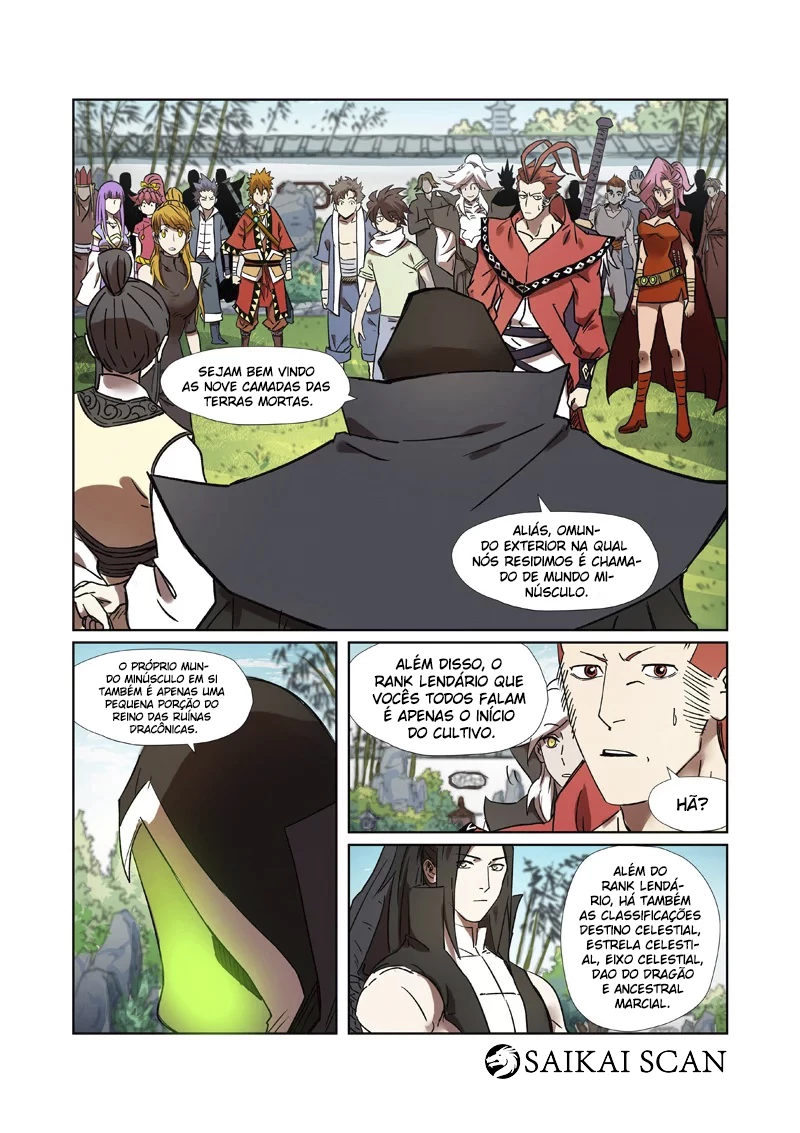 SEJAM BEM VINDO
AS NOVE CAMADAS DAS
TERRAS MORTAS.
ALIÁS, OMUN-
DO EXTERIOR NA QUAL
NÓS RESIDIMOS É CHAMA-
DO DE MUNDO MI-
NÚSCULO.
O PRÓPRIO MUN-
DO MINÚSCULO EM SI
TAMBÉM É APENAS UMA
PEQUENA PORÇÃO DO
REINO DAS RUÍNAS
DRACÔNICAS.
ALÉM DISSO, O
RANK LENDÁRIO QUE
VOCÊS TODOS FALAM
É APENAS O INÍCIO
DO CULTIVO.
HÃ?
ALÉM DO
RANK LENDÁ-
RIO, HÁ TAMBÉM
AS CLASSIFICAÇÕES
DESTINO CELESTIAL,
ESTRELA CELESTI-
AL, EIXO CELESTIAL,
DAO DO DRAGÃO
E ANCESTRAL
MARCIAL.
SAIKAI SCAN